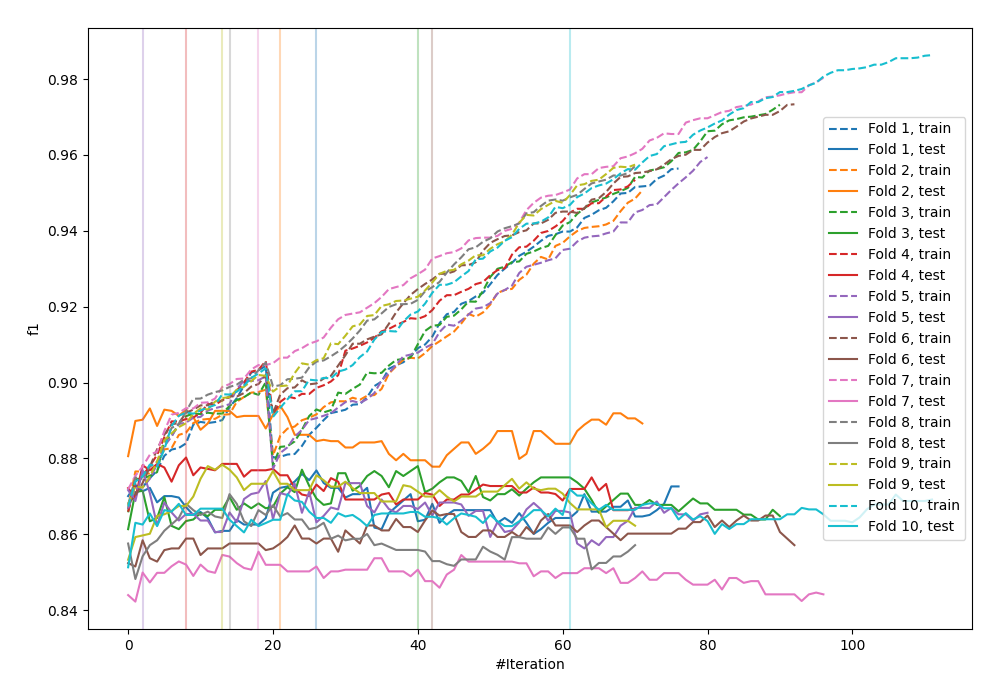 0.98
0.96
0.94
0.92
0.90
0.88
0.86
0.84
f1
0
20
40
60
80
100
#Iteration
Fold 1, train
Fold 1, test
Fold 2, train
Fold 2, test
Fold 3, train
Fold 3, test
Fold 4, train
Fold 4, test
Fold 5, train
Fold 5, test
Fold 6, train
Fold 6, test
Fold 7, train
Fold 7, test
Fold 8, train
Fold 8, test
Fold 9, train
Fold 9, test
Fold 10, train
Fold 10, test